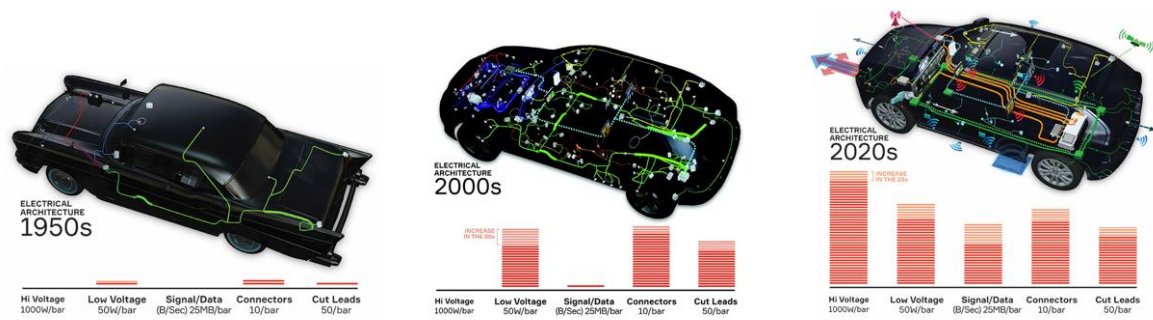 ELECTRICAL
ARCHITECTURE
1950s
Hi Voltage
1000W/bar
Low Voltage
50W/bar
Signal/Data
(B/Sec) 25MB/bar
Connectors
10/bar
Cut Leads
50/bar
ELECTRICAL
ARCHITECTURE
2000s
INCREASE
IN THE 00s
Hi Voltage
1000W/bar
Low Voltage
50W/bar
Signal/Data
(B/Sec) 25MB/bar
Connectors
10/bar
Cut Leads
50/bar
ELECTRICAL
ARCHITECTURE
2020s
INCREASE
IN THE 20s
Hi Voltage
1000W/bar
Low Voltage
50W/bar
Signal/Data
(B/Sec) 25MB/bar
Connectors
10/bar
Cut Leads
50/bar